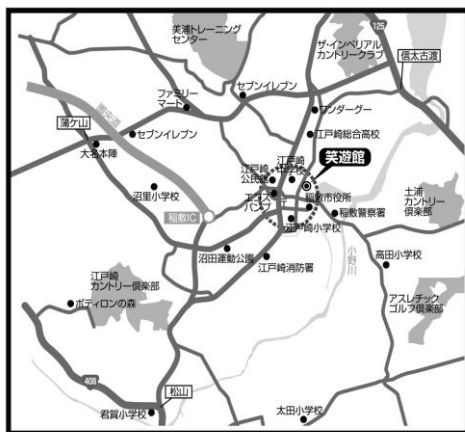 美浦トレーニング
センター
ザ・インペリアル
カントリークラブ
125
信太古渡
ファミリー
マート
セブンイレブン
ワンダーグー
蒲ケ山
圏央道
セブンイレブン
江戸崎総合高校
大名本陣
江戸崎
公民館
江戸崎
笑遊館
沼里小学校
稲敷市役所
土浦
カントリー
倶楽部
稲敷IC
稲敷警察署
江戸崎小学校
小野川
沼田運動公園
江戸崎消防署
高田小学校
江戸崎
カントリー倶楽部
ポティロンの森
アスレチック
ゴルフ倶楽部
408
松山
君賀小学校
太田小学校